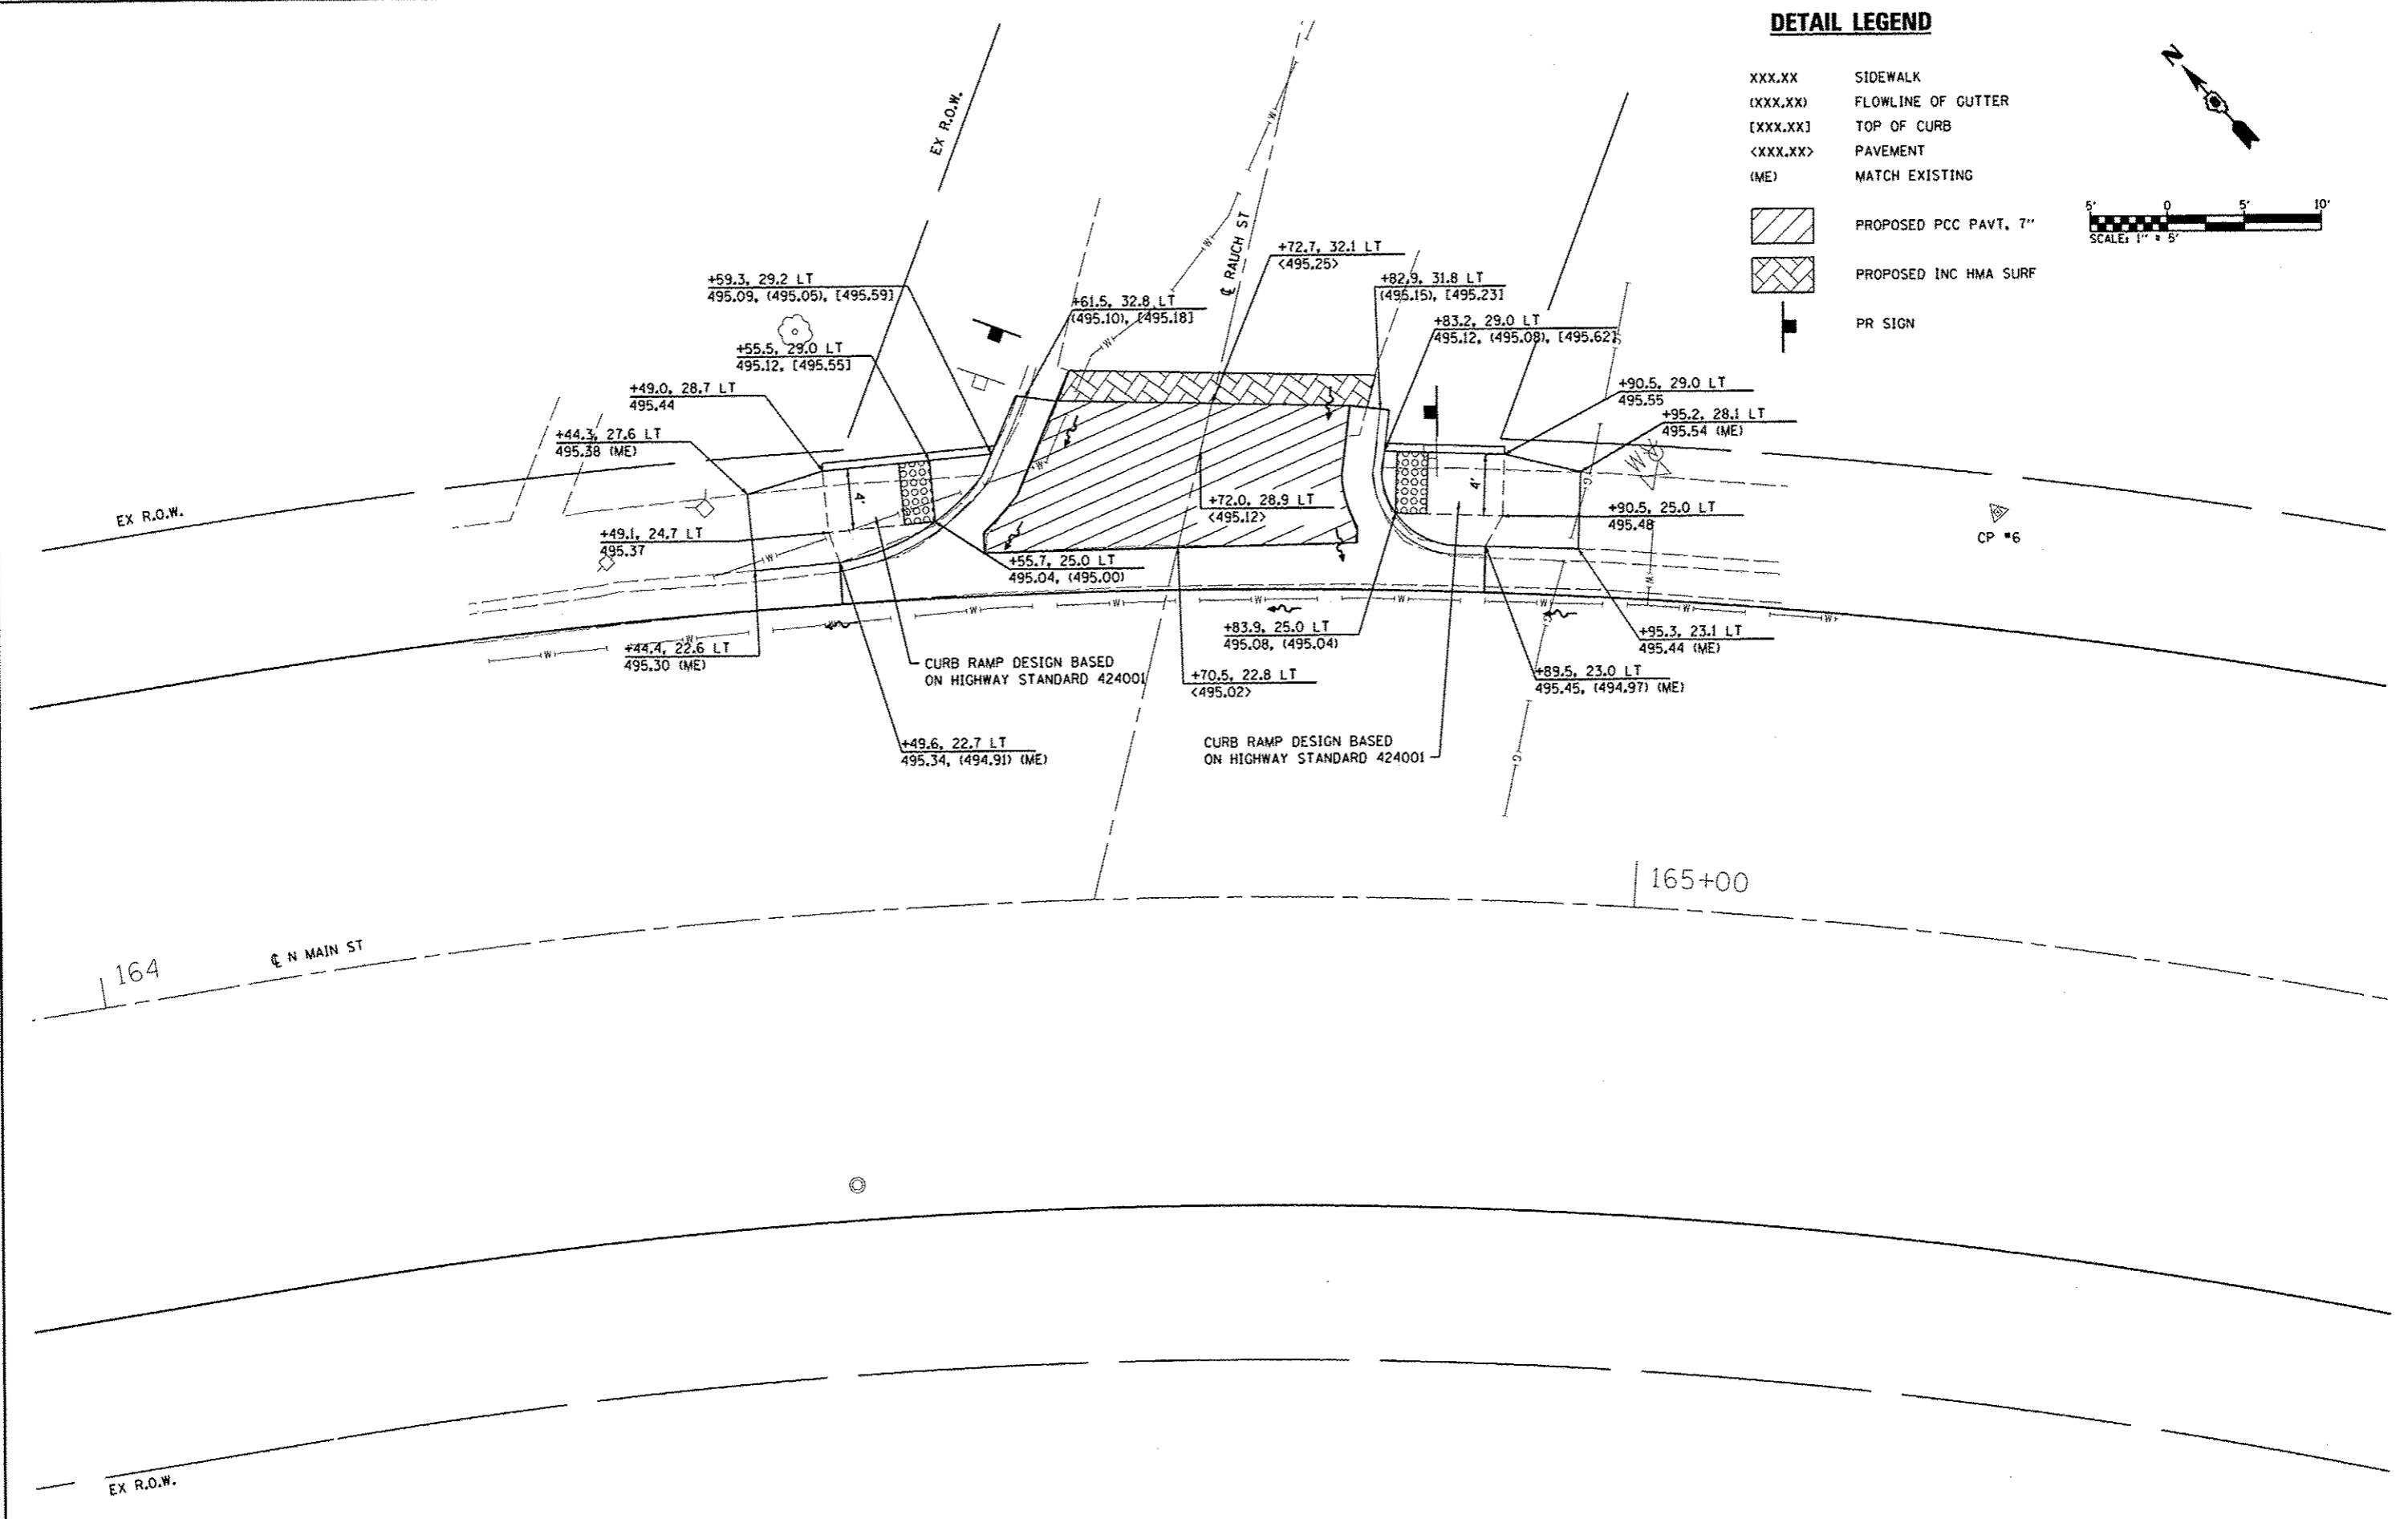 DETAIL LEGEND
N
XXX.XX SIDEWALK
(XXX.XX) FLOWLINE OF GUTTER
[XXX.XX] TOP OF CURB
<XXX.XX> PAVEMENT
(ME) MATCH EXISTING
PROPOSED PCC PAVT, 7"
PROPOSED INC HMA SURF
PR SIGN
5' 0 5' 10'
SCALE: 1" = 5'
EX R.O.W.
℄ RAUCH ST
+72.7, 32.1 LT
<495.25>
+59.3, 29.2 LT
495.09, (495.05), [495.59]
+61.5, 32.8 LT
(495.10), [495.18]
+82.9, 31.8 LT
(495.15), [495.23]
+83.2, 29.0 LT
495.12, (495.08), [495.62]
+55.5, 29.0 LT
495.12, [495.55]
+49.0, 28.7 LT
495.44
+90.5, 29.0 LT
495.55
+95.2, 28.1 LT
495.54 (ME)
+44.3, 27.6 LT
495.38 (ME)
4'
4'
+72.0, 28.9 LT
<495.12>
+90.5, 25.0 LT
495.48
EX R.O.W.
+49.1, 24.7 LT
495.37
CP #6
+55.7, 25.0 LT
495.04, (495.00)
+83.9, 25.0 LT
495.08, (495.04)
+95.3, 23.1 LT
495.44 (ME)
+44.4, 22.6 LT
495.30 (ME)
CURB RAMP DESIGN BASED
ON HIGHWAY STANDARD 424001
+70.5, 22.8 LT
<495.02>
+89.5, 23.0 LT
495.45, (494.97) (ME)
+49.6, 22.7 LT
495.34, (494.91) (ME)
CURB RAMP DESIGN BASED
ON HIGHWAY STANDARD 424001
165+00
℄ N MAIN ST
164
EX R.O.W.